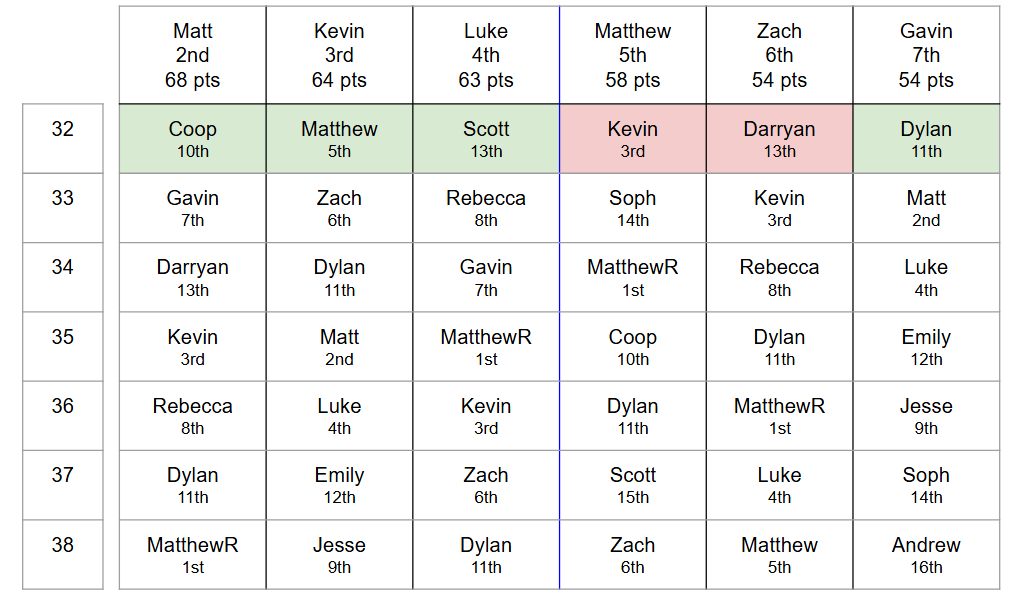 Matt Kevin Luke Matthew Zach Gavin
2nd 3rd 4th 5th 6th 7th
68 pts 64 pts 63 pts 58 pts 54 pts 54 pts
32 Coop Matthew Scott Kevin Darryan Dylan
10th 5th 13th 3rd 13th 11th
33 Gavin Zach Rebecca Soph Kevin Matt
7th 6th 8th 14th 3rd 2nd
34 Darryan Dylan Gavin MatthewR Rebecca Luke
13th 11th 7th 1st 8th 4th
35 Kevin Matt MatthewR Coop Dylan Emily
3rd 2nd 1st 10th 11th 12th
36 Rebecca Luke Kevin Dylan MatthewR Jesse
8th 4th 3rd 11th 1st 9th
37 Dylan Emily Zach Scott Luke Soph
11th 12th 6th 15th 4th 14th
38 MatthewR Jesse Dylan Zach Matthew Andrew
1st 9th 11th 6th 5th 16th